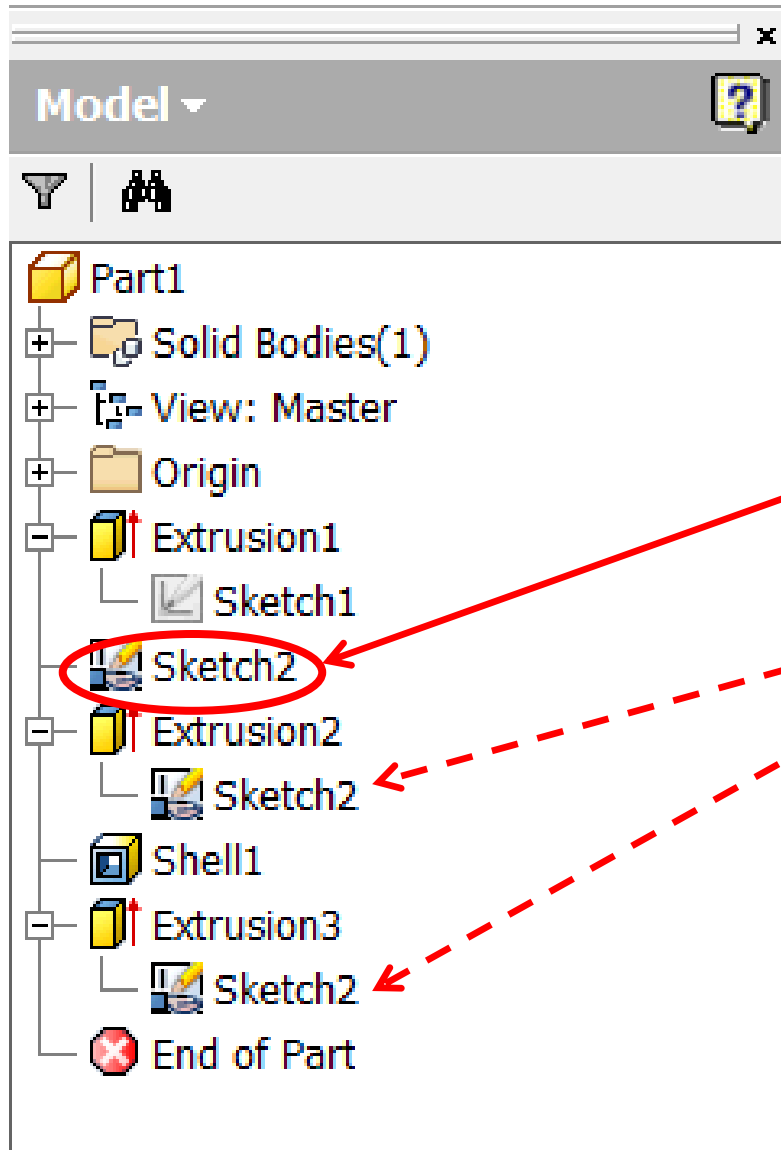 Model
Part1
Solid Bodies(1)
View: Master
Origin
Extrusion1
Sketch1
Sketch2
Extrusion2
Sketch2
Shell1
Extrusion3
Sketch2
End of Part